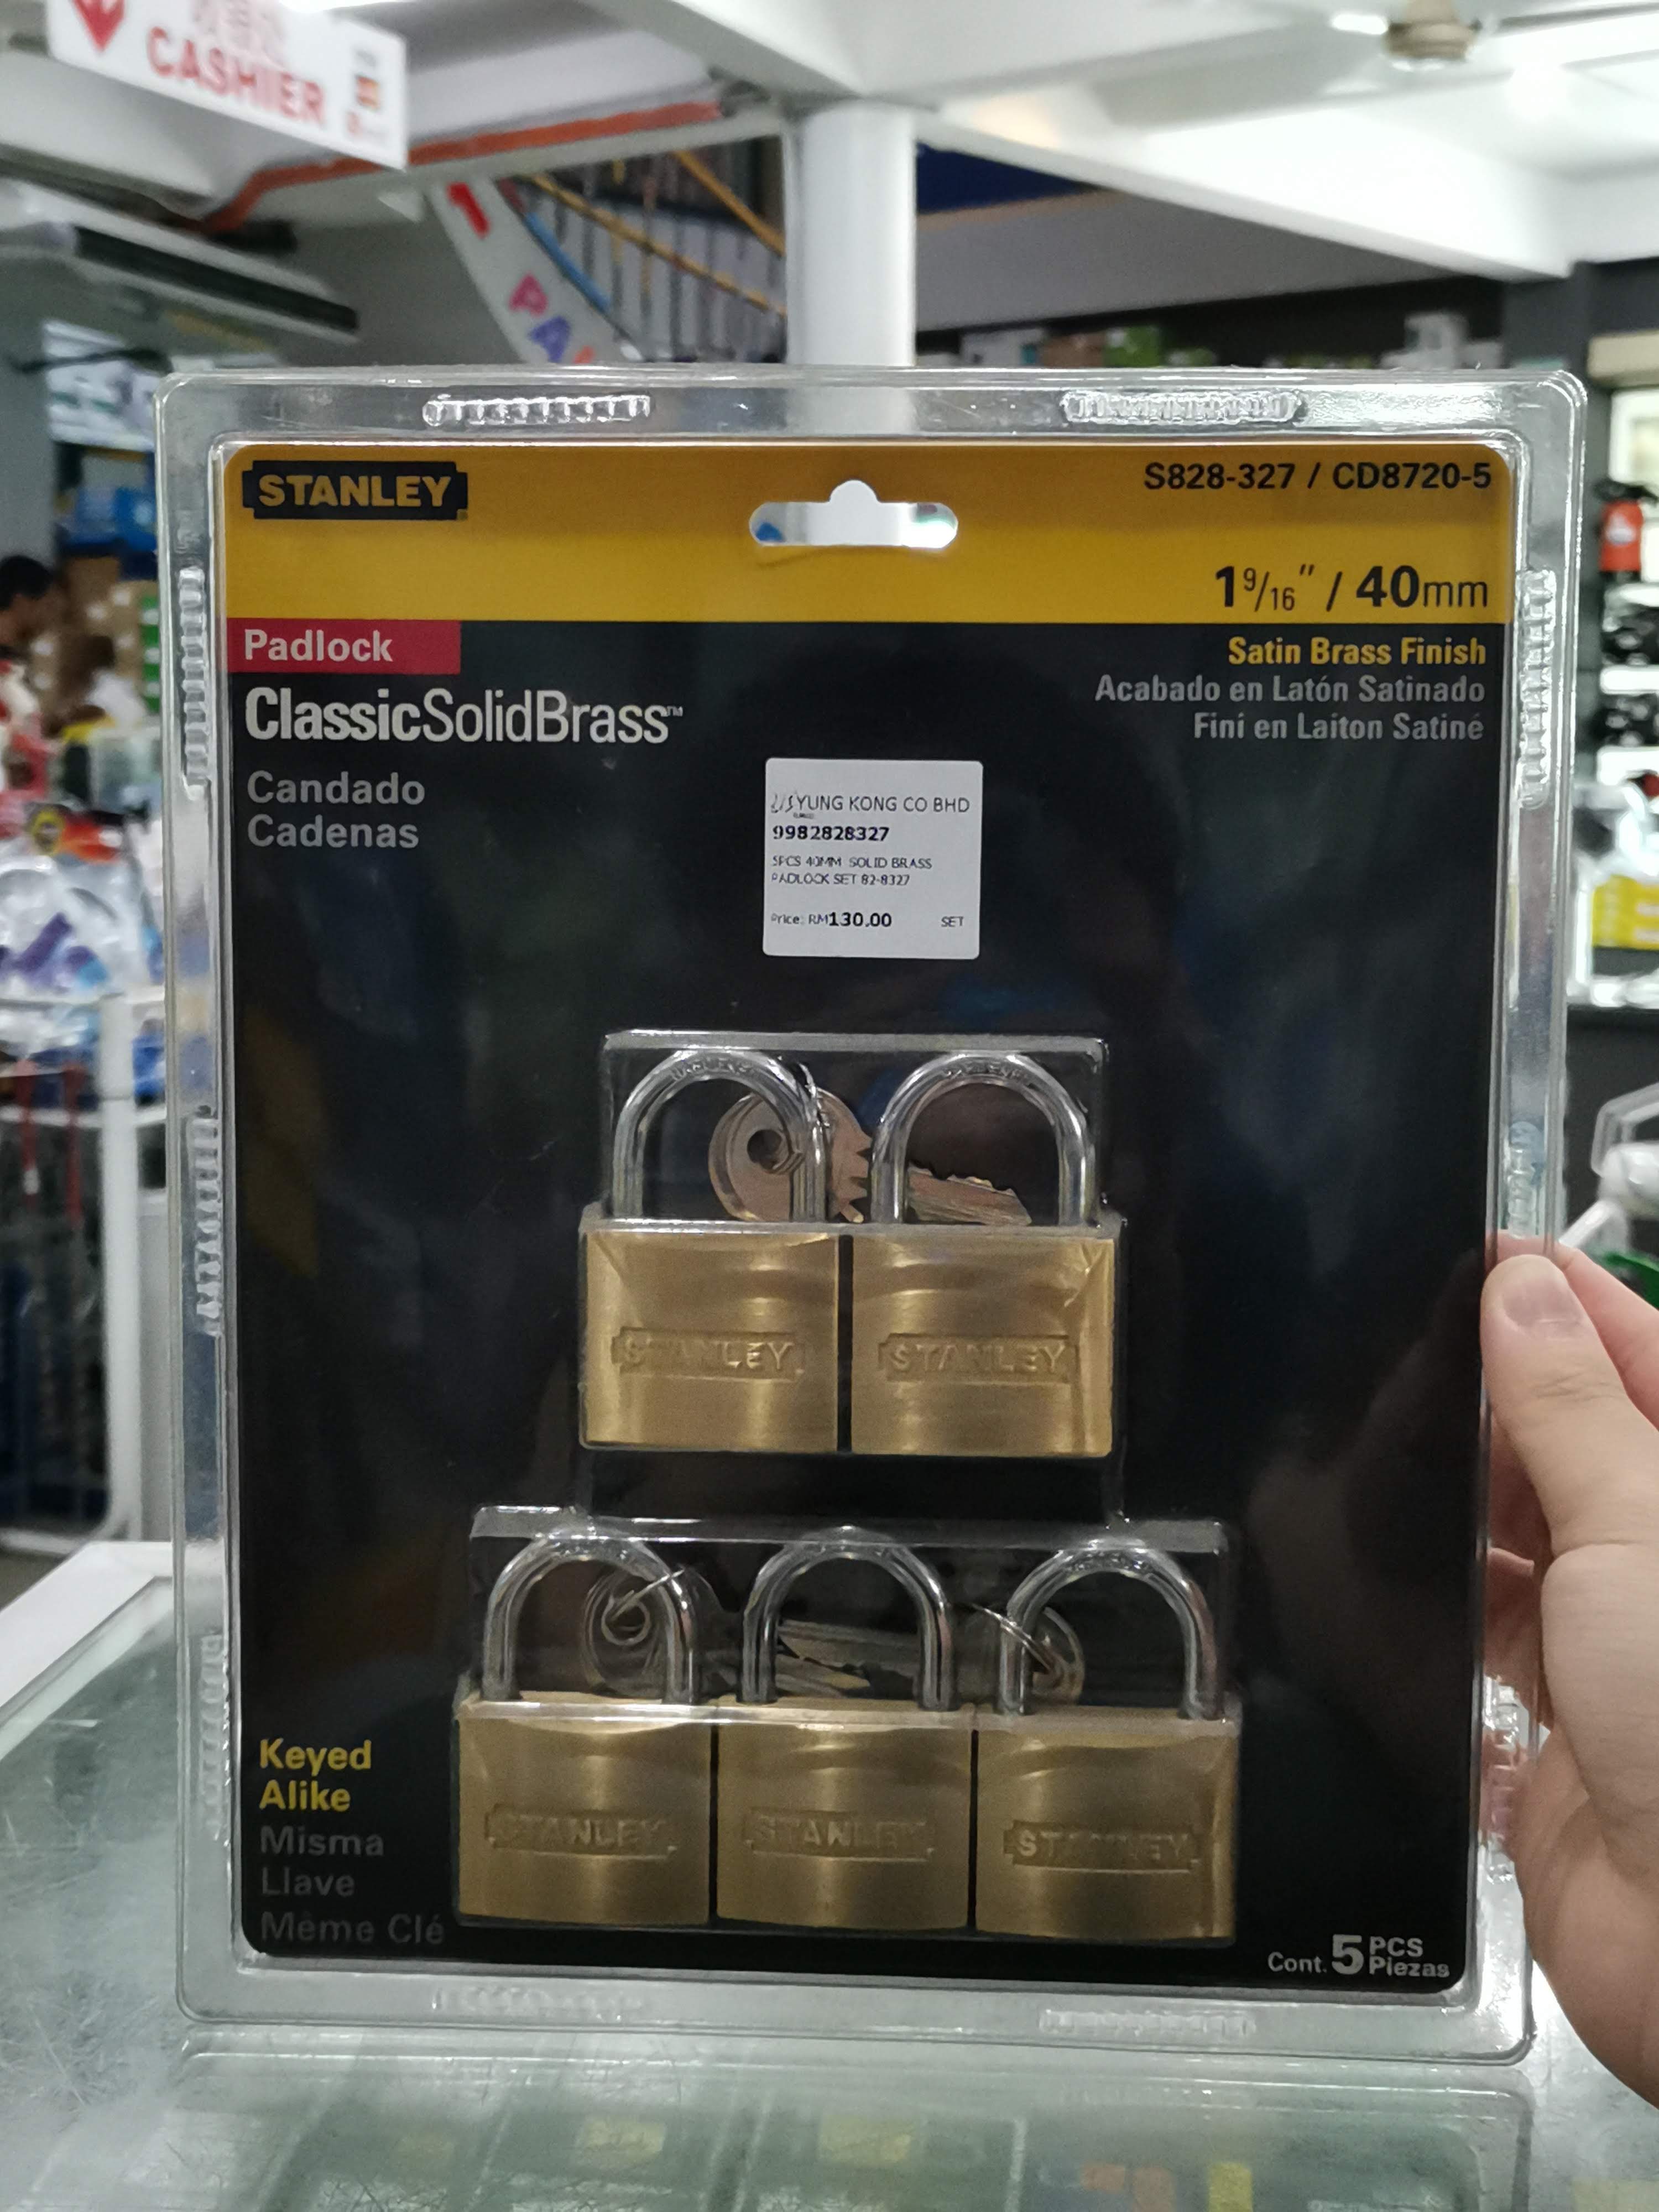 CASHIER
STANLEY
S828-327 / CD8720-5
1 9/16" / 40mm
Padlock
ClassicSolidBrass™
Candado
Cadenas
Satin Brass Finish
Acabado en Latón Satinado
Fini en Laiton Satiné
YUNG KONG CO BHD
9982828327
5PCS 40MM SOLID BRASS
PADLOCK SET 82-8327
Price: RM130.00 SET
STANLEY STANLEY
STANLEY STANLEY STANLEY
Keyed
Alike
Misma
Llave
Même Clé
Cont. 5 PCS
Piezas